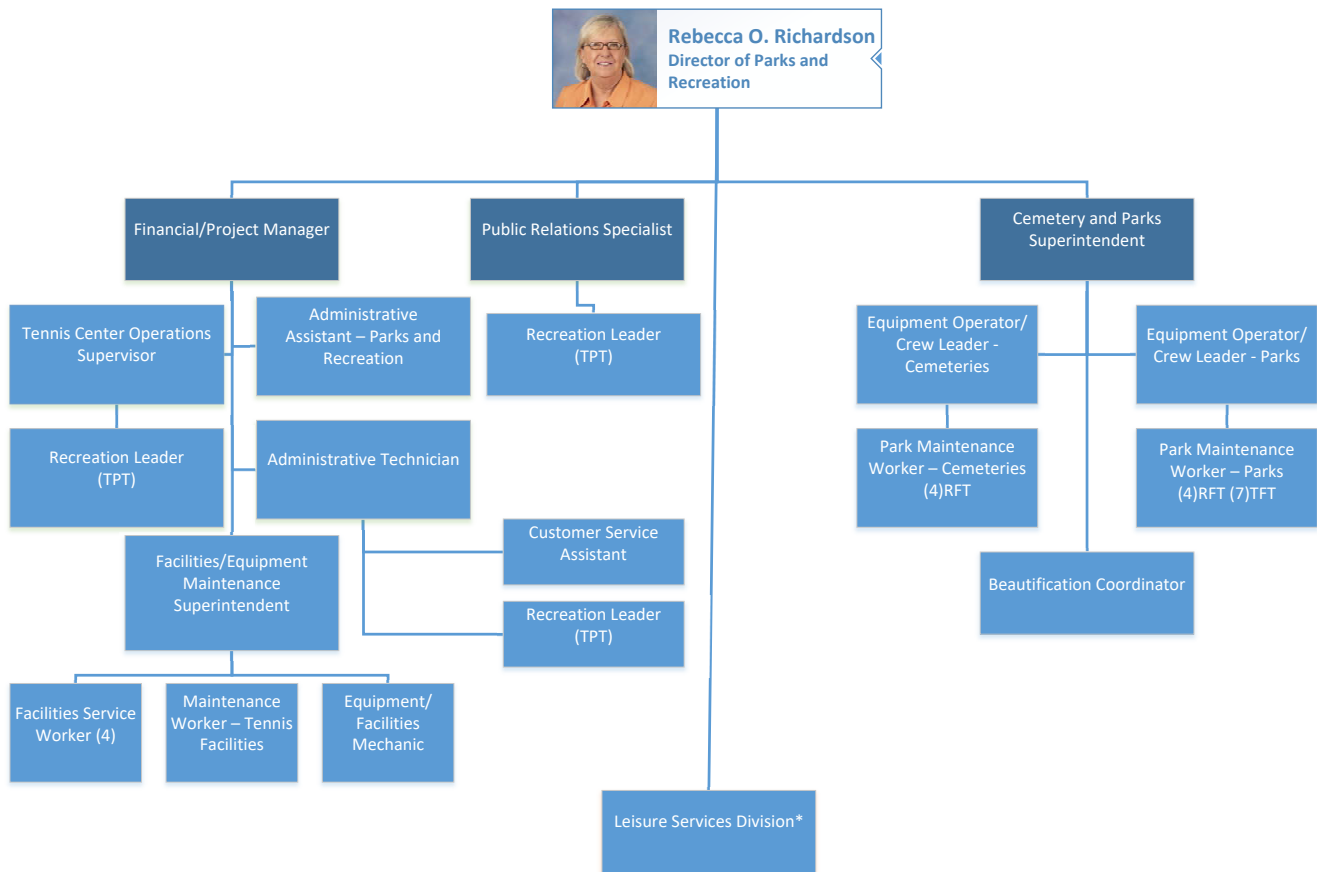 Rebecca O. Richardson
Director of Parks and
Recreation
Financial/Project Manager
Public Relations Specialist
Cemetery and Parks
Superintendent
Tennis Center Operations
Supervisor
Administrative
Assistant – Parks and
Recreation
Recreation Leader
(TPT)
Equipment Operator/
Crew Leader -
Cemeteries
Equipment Operator/
Crew Leader - Parks
Recreation Leader
(TPT)
Administrative Technician
Park Maintenance
Worker – Cemeteries
(4)RFT
Park Maintenance
Worker – Parks
(4)RFT (7)TFT
Customer Service
Assistant
Facilities/Equipment
Maintenance
Superintendent
Beautification Coordinator
Recreation Leader
(TPT)
Facilities Service
Worker (4)
Maintenance
Worker – Tennis
Facilities
Equipment/
Facilities
Mechanic
Leisure Services Division*